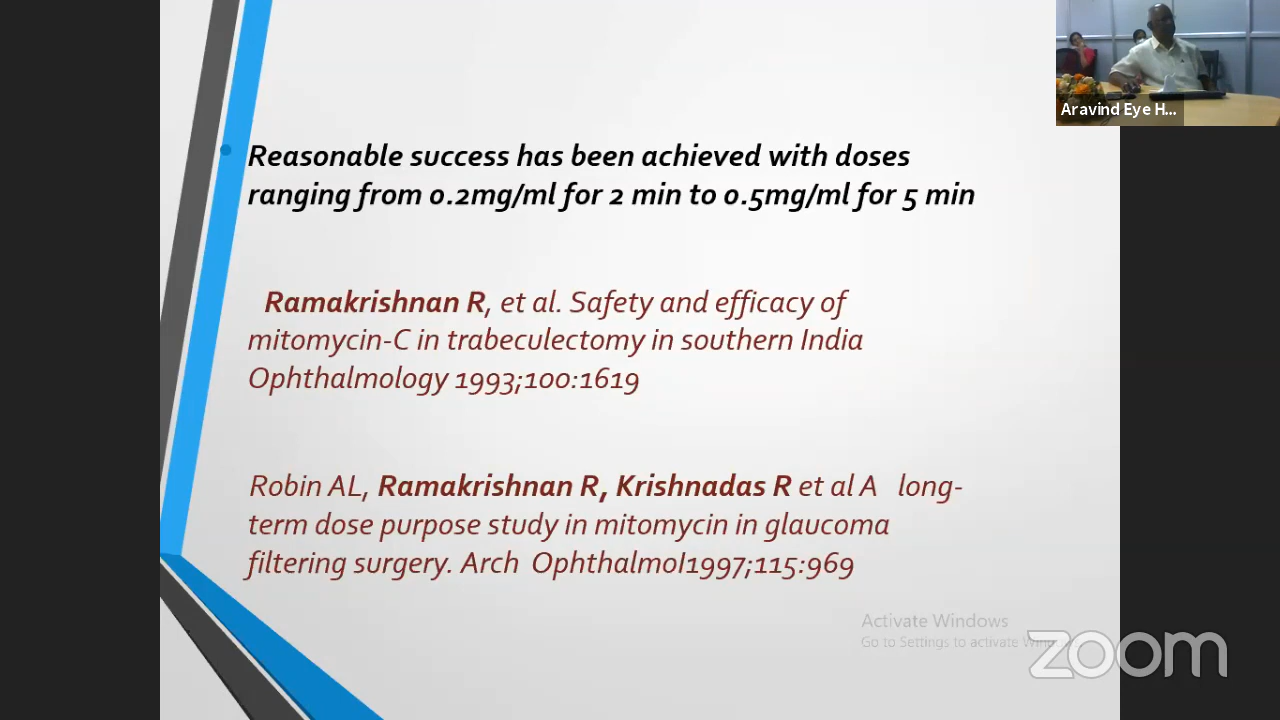 Aravind Eye H...
Reasonable success has been achieved with doses
ranging from 0.2mg/ml for 2 min to 0.5mg/ml for 5 min
Ramakrishnan R, et al. Safety and efficacy of
mitomycin-C in trabeculectomy in southern India
Ophthalmology 1993;100:1619
Robin AL, Ramakrishnan R, Krishnadas R et al A long-
term dose purpose study in mitomycin in glaucoma
filtering surgery. Arch Ophthalmol1997;115:969
Activate Windows
Go to Settings to activate
zoom